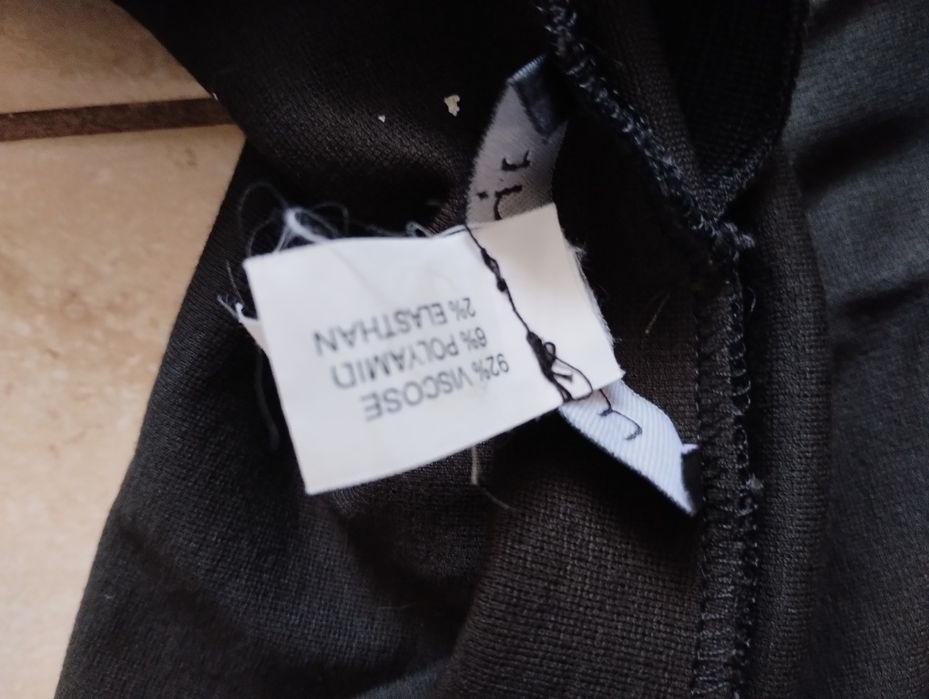 92% VISCOSE
6% POLYAMID
2% ELASTHAN